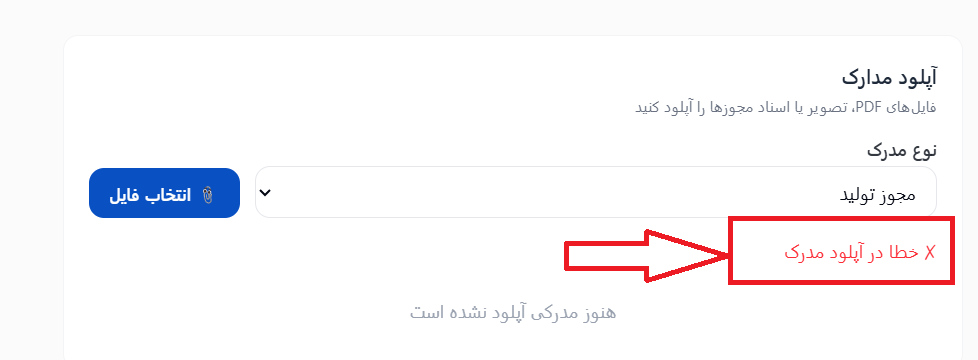 آپلود مدارک
فایل‌های PDF، تصویر یا اسناد مجوزها را آپلود کنید
نوع مدرک
مجوز تولید
انتخاب فایل
✗ خطا در آپلود مدرک
هنوز مدرکی آپلود نشده است